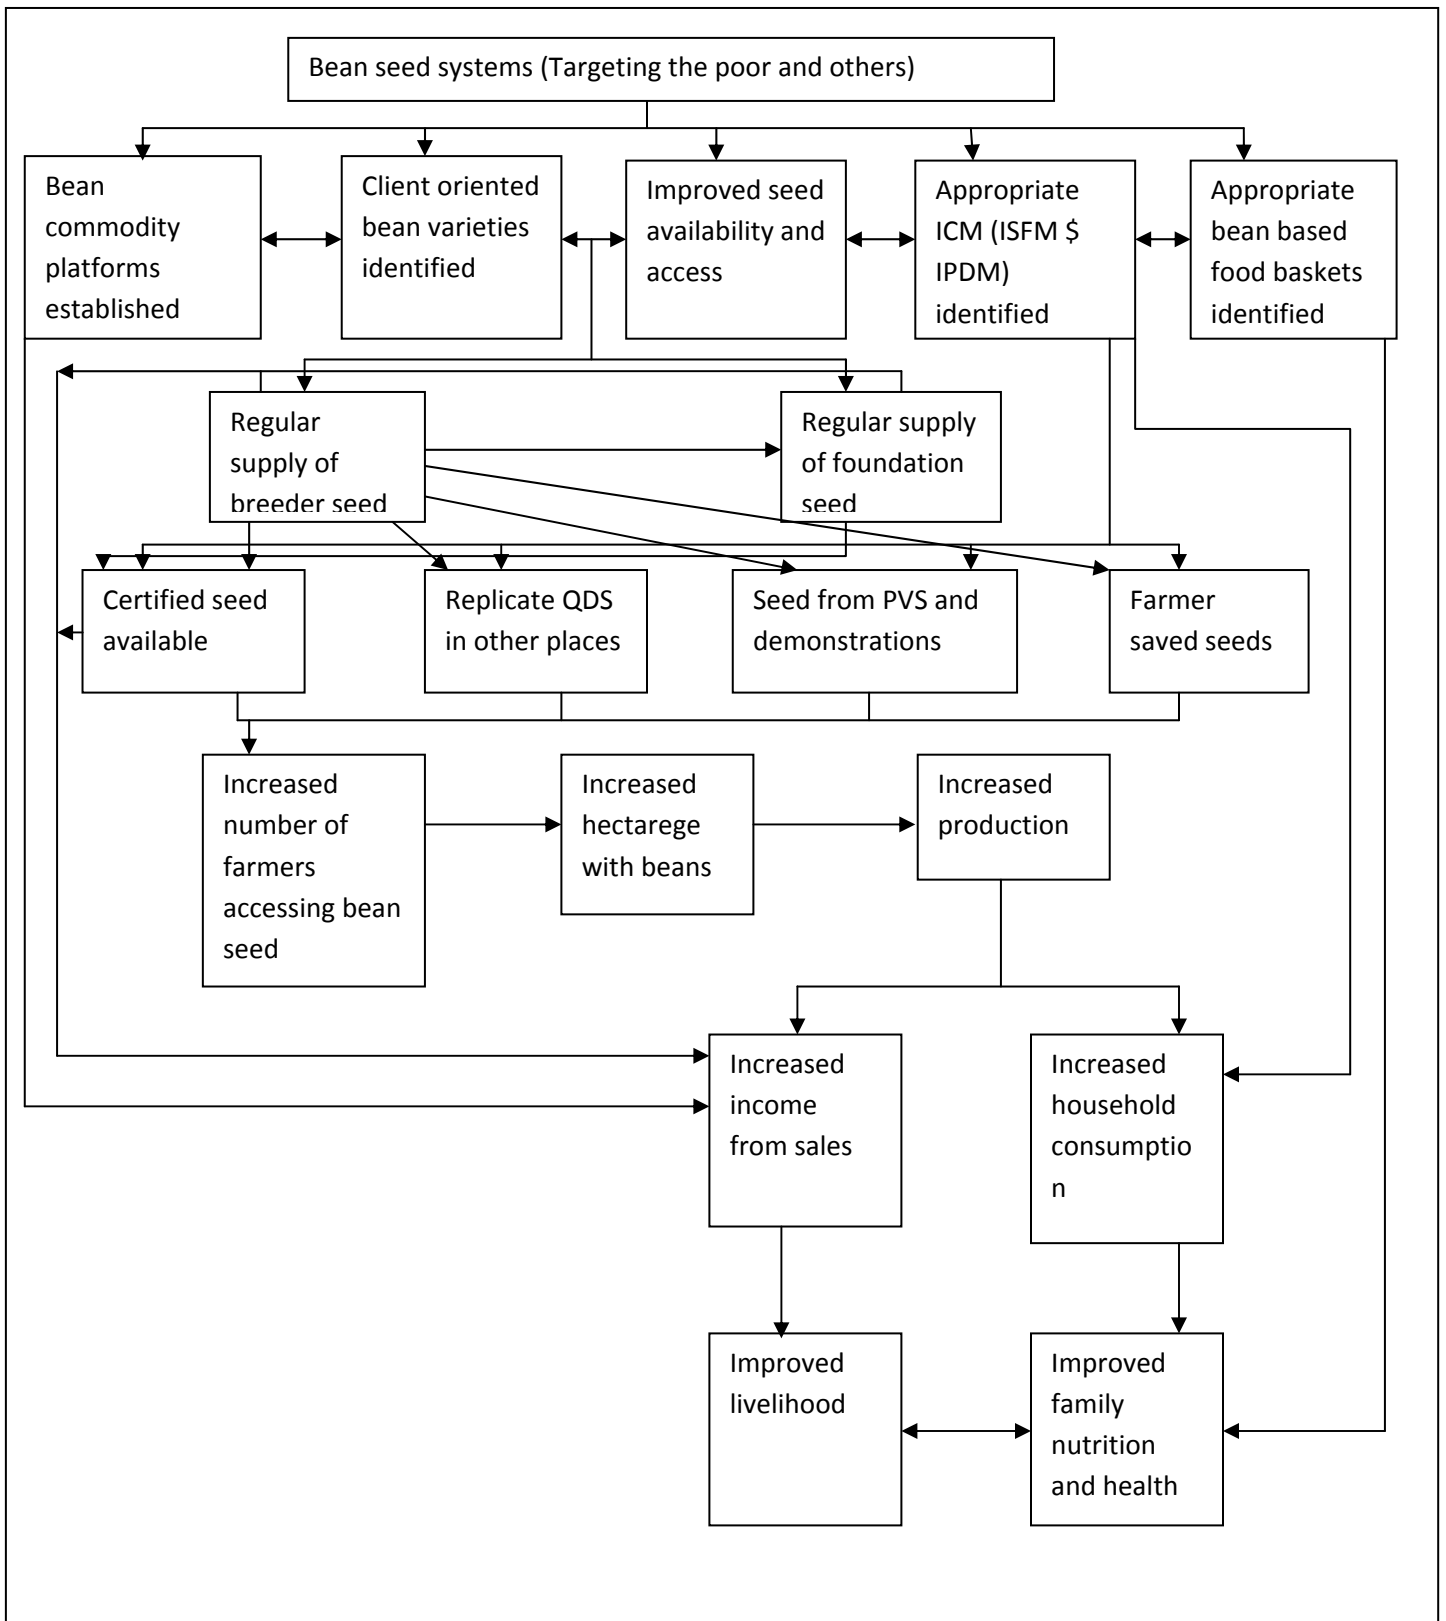 Bean seed systems (Targeting the poor and others)
Bean
commodity
platforms
established
Client oriented
bean varieties
identified
Improved seed
availability and
access
Appropriate
ICM (ISFM $
IPDM)
identified
Appropriate
bean based
food baskets
identified
Regular
supply of
breeder seed
Regular supply
of foundation
seed
Certified seed
available
Replicate QDS
in other places
Seed from PVS and
demonstrations
Farmer
saved seeds
Increased
number of
farmers
accessing bean
seed
Increased
hectarege
with beans
Increased
production
Increased
income
from sales
Increased
household
consumptio
n
Improved
livelihood
Improved
family
nutrition
and health